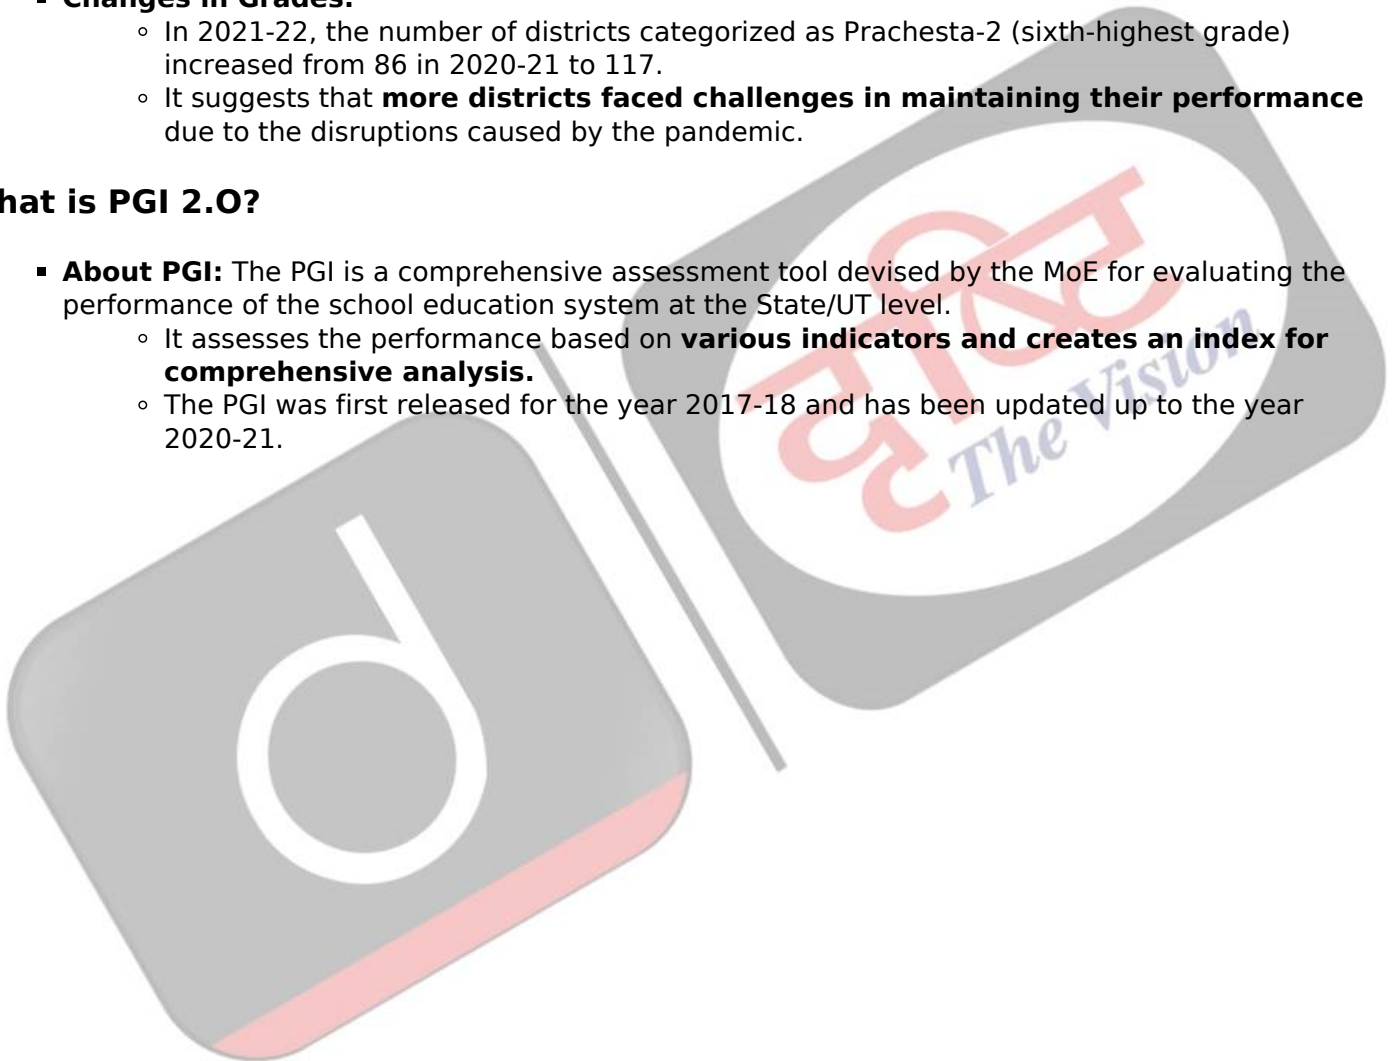 Changes in Grades:
In 2021-22, the number of districts categorized as Prachesta-2 (sixth-highest grade)
increased from 86 in 2020-21 to 117.
It suggests that more districts faced challenges in maintaining their performance
due to the disruptions caused by the pandemic.
hat is PGI 2.O?
About PGI: The PGI is a comprehensive assessment tool devised by the MoE for evaluating the
performance of the school education system at the State/UT level.
It assesses the performance based on various indicators and creates an index for
comprehensive analysis.
The PGI was first released for the year 2017-18 and has been updated up to the year
2020-21.
दृष्टि
The Vision
d